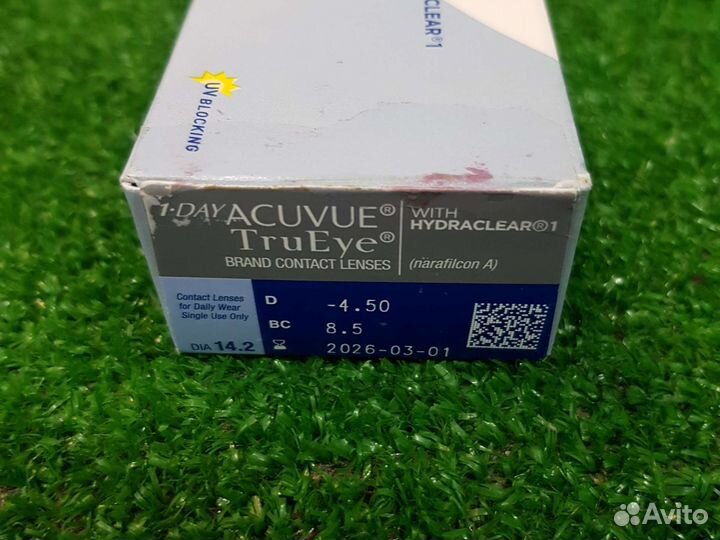 CLEAR®1
UV BLOCKING
1·DAY ACUVUE®
TruEye®
BRAND CONTACT LENSES
WITH
HYDRACLEAR®1
(narafilcon A)
Contact Lenses
for Daily Wear
Single Use Only
DIA 14.2
D -4.50
BC 8.5
2026-03-01
Avito